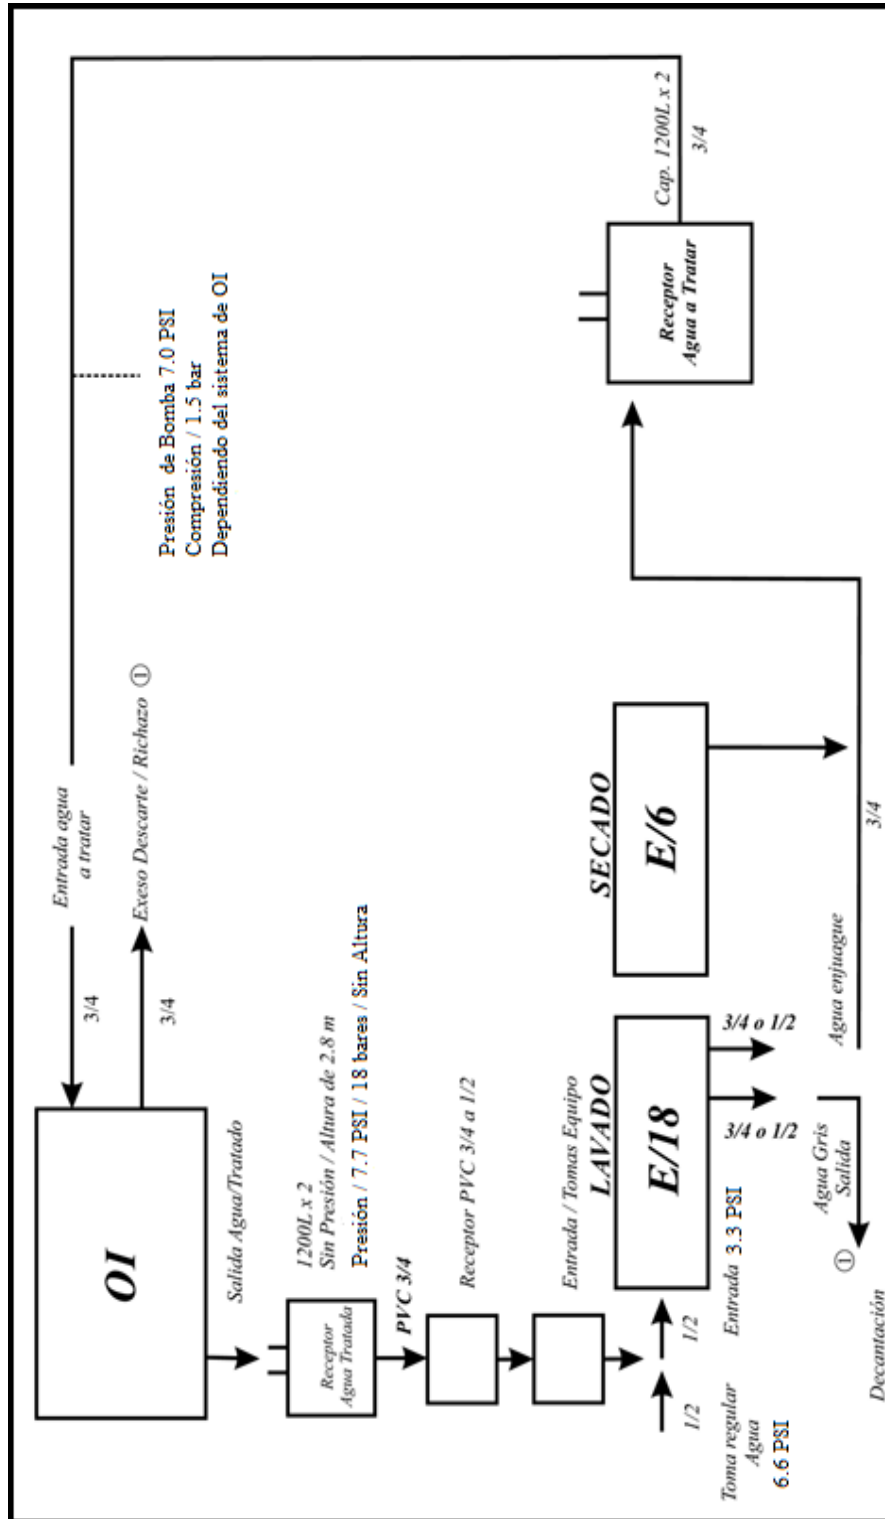 OI
3/4
Entrada agua
a tratar
3/4
Exeso Descarte / Richazo ①
Presión de Bomba 7.0 PSI
Compresión / 1.5 bar
Dependiendo del sistema de OI
Salida Agua/Tratado
Receptor
Agua Tratada
1200L x 2
Sin Presión / Altura de 2.8 m
Presión / 7.7 PSI / 18 bares / Sin Altura
PVC 3/4
Receptor PVC 3/4 a 1/2
Entrada / Tomas Equipo
LAVADO
E/18
SECADO
E/6
Receptor
Agua a Tratar
Cap. 1200L x 2
3/4
1/2
1/2
Toma regular
Agua
6.6 PSI
Entrada 3.3 PSI
3/4 o 1/2
3/4 o 1/2
Agua Gris
Salida
①
Agua enjuague
3/4
Decantación